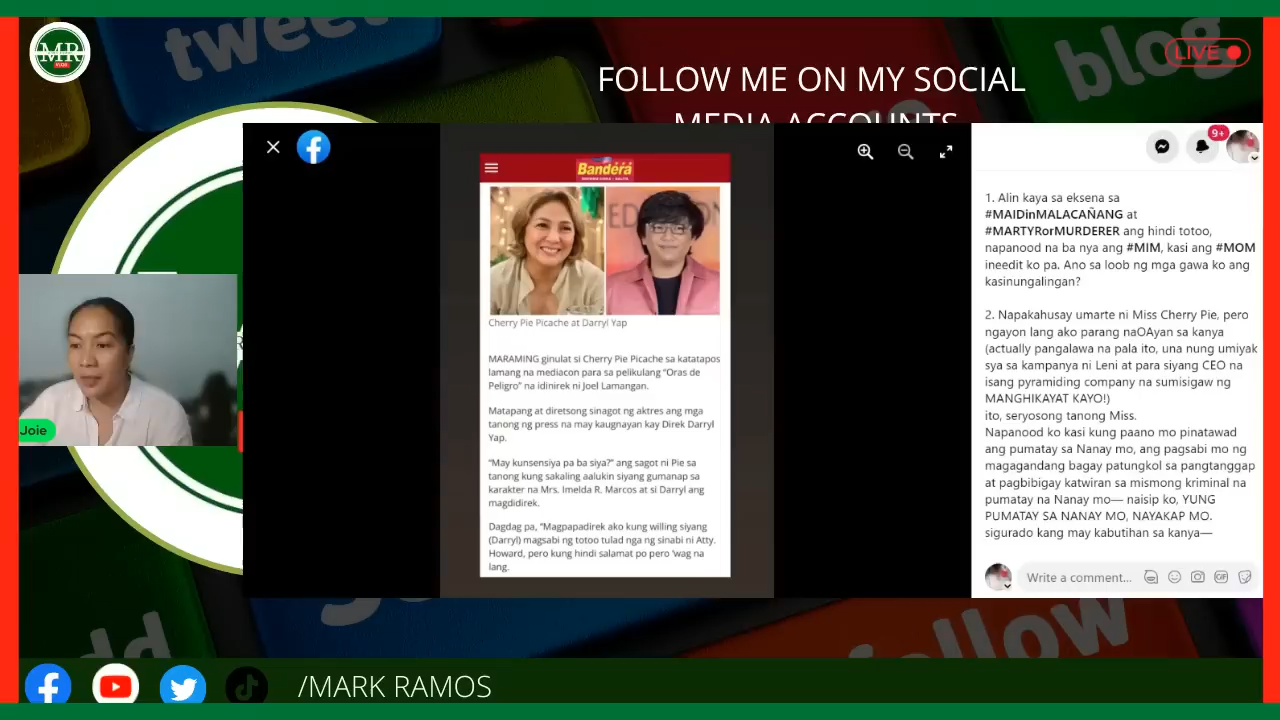 MR
tweet
blog
LIVE
FOLLOW ME ON MY SOCIAL
MEDIA ACCOUNTS
9+
Bandera
Cherry Pie Picache at Darryl Yap
MARAMING ginulat si Cherry Pie Picache sa katatapos
lamang na mediacon para sa pelikulang "Oras de
Peligro" na idinirek ni Joel Lamangan.
Matapang at diretsong sinagot ng aktres ang mga
tanong ng press na may kaugnayan kay Direk Darryl
Yap.
"May kunsensiya pa ba siya?" ang sagot ni Pie sa
tanong kung sakaling aalukin siyang gumanap sa
karakter na Mrs. Imelda R. Marcos at si Darryl ang
magdidirek.
Dagdag pa, "Magpapadirek ako kung willing siyang
(Darryl) magsabi ng totoo tulad nga ng sinabi ni Atty.
Howard, pero kung hindi salamat po pero 'wag na
lang.
1. Alin kaya sa eksena sa
#MAIDinMALACAÑANG at
#MARTYRorMURDERER ang hindi totoo,
napanood na ba nya ang #MIM, kasi ang #MOM
ineedit ko pa. Ano sa loob ng mga gawa ko ang
kasinungalingan?
2. Napakahusay umarte ni Miss Cherry Pie, pero
ngayon lang ako parang naOAyan sa kanya
(actually pangalawa na pala ito, una nung umiyak
sya sa kampanya ni Leni at para siyang CEO na
isang pyramiding company na sumisigaw ng
MANGHIKAYAT KAYO!)
ito, seryosong tanong Miss.
Napanood ko kasi kung paano mo pinatawad
ang pumatay sa Nanay mo, ang pagsabi mo ng
magagandang bagay patungkol sa pangtanggap
at pagbibigay katwiran sa mismong kriminal na
pumatay na Nanay mo— naisip ko, YUNG
PUMATAY SA NANAY MO, NAYAKAP MO.
sigurado kang may kabutihan sa kanya—
Write a comment...
GIF
Joie
follow
/MARK RAMOS